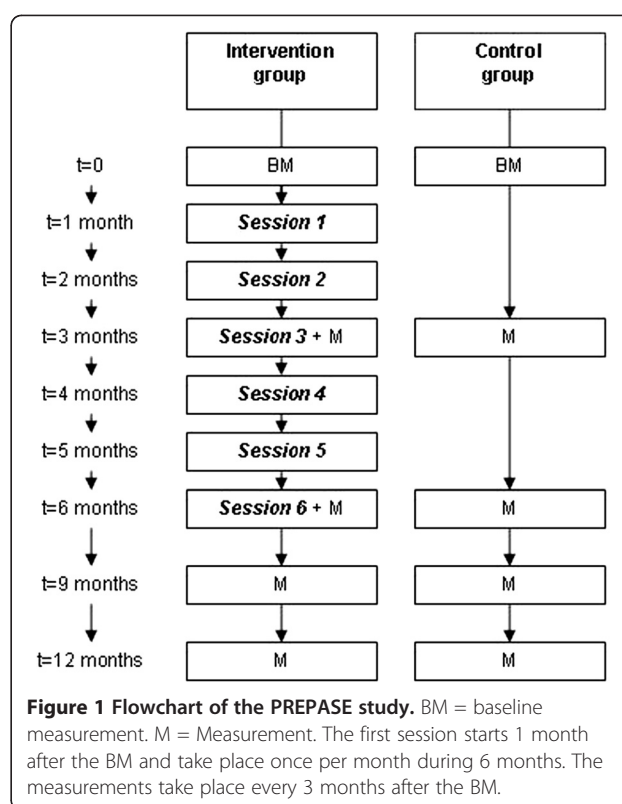 Intervention group
Control group
t=0
BM
BM
t=1 month
Session 1
t=2 months
Session 2
t=3 months
Session 3 + M
M
t=4 months
Session 4
t=5 months
Session 5
t=6 months
Session 6 + M
M
t=9 months
M
M
t=12 months
M
M
Figure 1 Flowchart of the PREPASE study. BM = baseline
measurement. M = Measurement. The first session starts 1 month
after the BM and take place once per month during 6 months. The
measurements take place every 3 months after the BM.